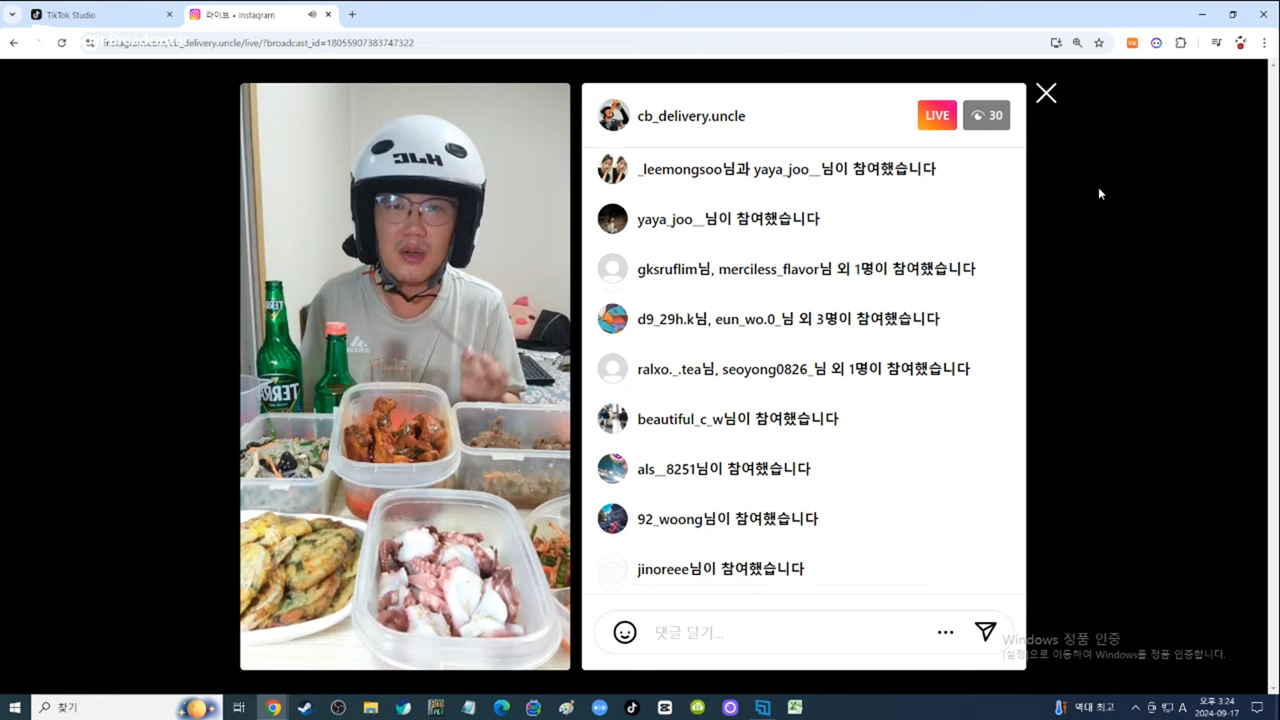 TikTok Studio
라이브 • Instagram
_delivery.uncle/live/?broadcast_id=18055907383747322
cb_delivery.uncle
LIVE
30
_leemongsoo님과 yaya_joo__님이 참여했습니다
yaya_joo__님이 참여했습니다
gksruflim님, merciless_flavor님 외 1명이 참여했습니다
d9_29h.k님, eun_wo.0_님 외 3명이 참여했습니다
ralxo._.tea님, seoyong0826_님 외 1명이 참여했습니다
beautiful_c_w님이 참여했습니다
als__8251님이 참여했습니다
92_woong님이 참여했습니다
jinoreee님이 참여했습니다
댓글 달기...
Windows 정품 인증
[설정]으로 이동하여 Windows를 정품 인증합니다.
HJC
TERRA
찾기
역대 최고
A
오후 3:24
2024-09-17